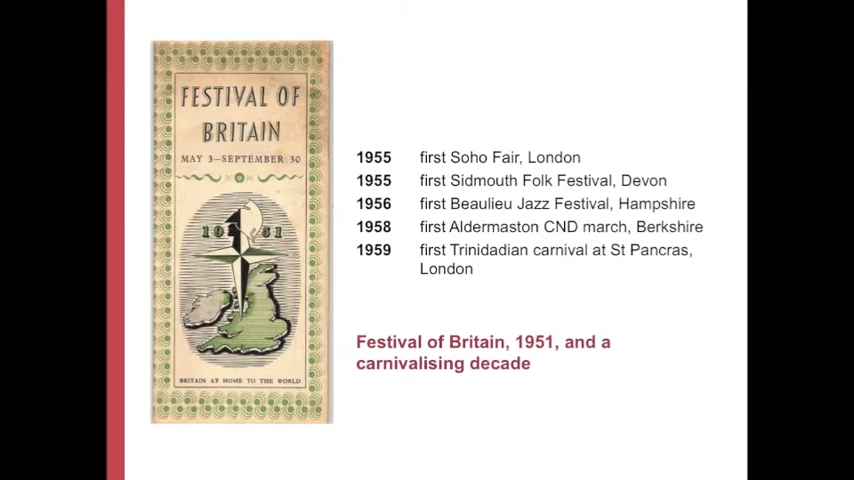 FESTIVAL OF
BRITAIN
MAY 3—SEPTEMBER 30
1951
BRITAIN AT HOME TO THE WORLD
1955 first Soho Fair, London
1955 first Sidmouth Folk Festival, Devon
1956 first Beaulieu Jazz Festival, Hampshire
1958 first Aldermaston CND march, Berkshire
1959 first Trinidadian carnival at St Pancras,
London
Festival of Britain, 1951, and a
carnivalising decade